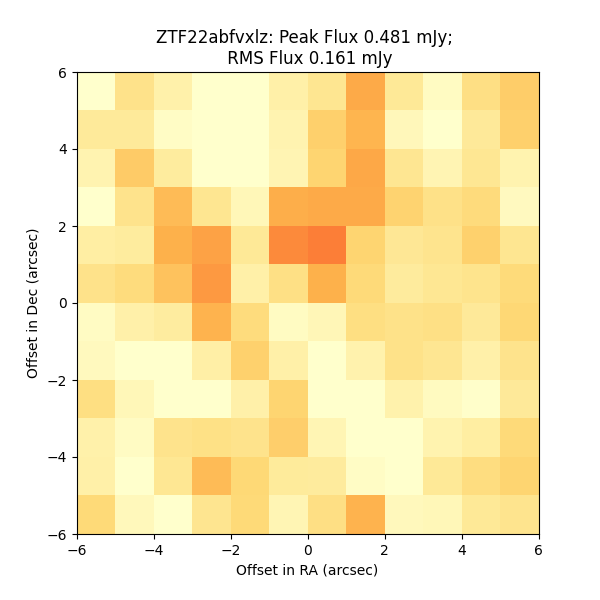 ZTF22abfvxlz: Peak Flux 0.481 mJy;
RMS Flux 0.161 mJy
6
4
2
0
−2
−4
−6
Offset in Dec (arcsec)
−6 −4 −2 0 2 4 6
Offset in RA (arcsec)